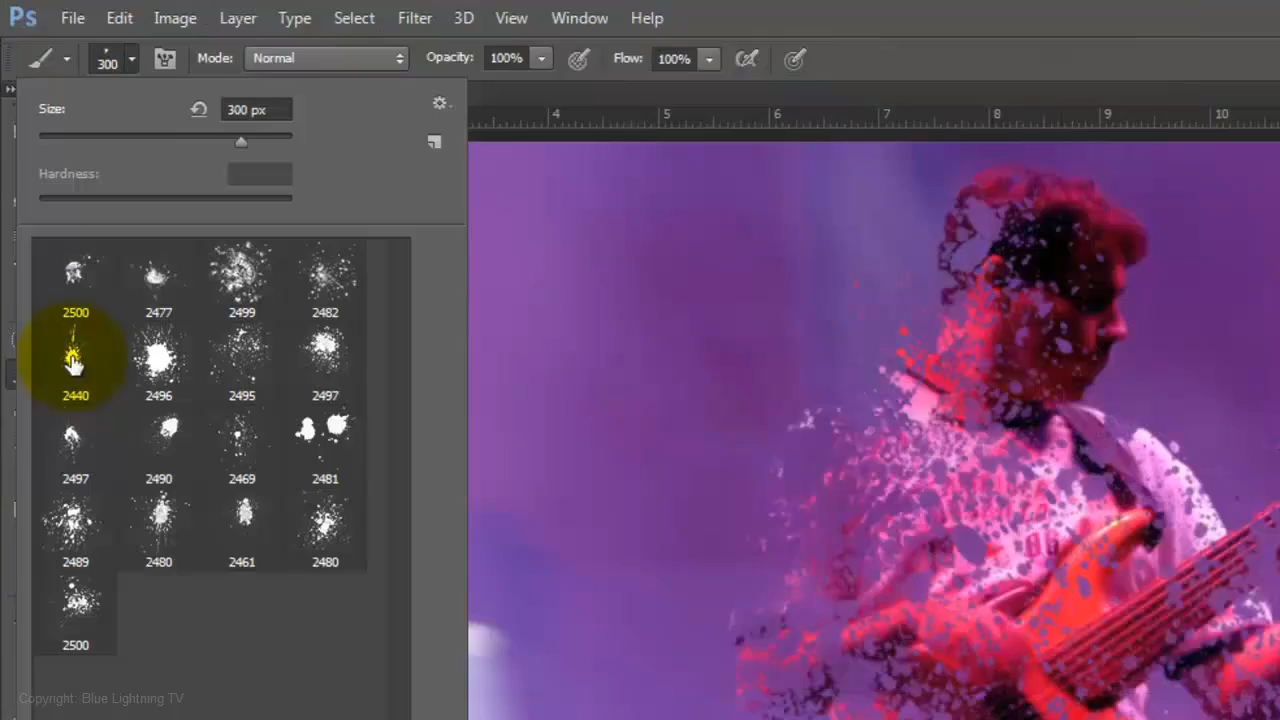 Ps File Edit Image Layer Type Select Filter 3D View Window Help
300 Mode: Normal Opacity: 100% Flow: 100%
Size: 300 px
4 5 6 7 8 9 10
Hardness:
2500 2477 2499 2482
2440 2496 2495 2497
2497 2490 2469 2481
2489 2480 2461 2480
2500
Copyright: Blue Lightning TV